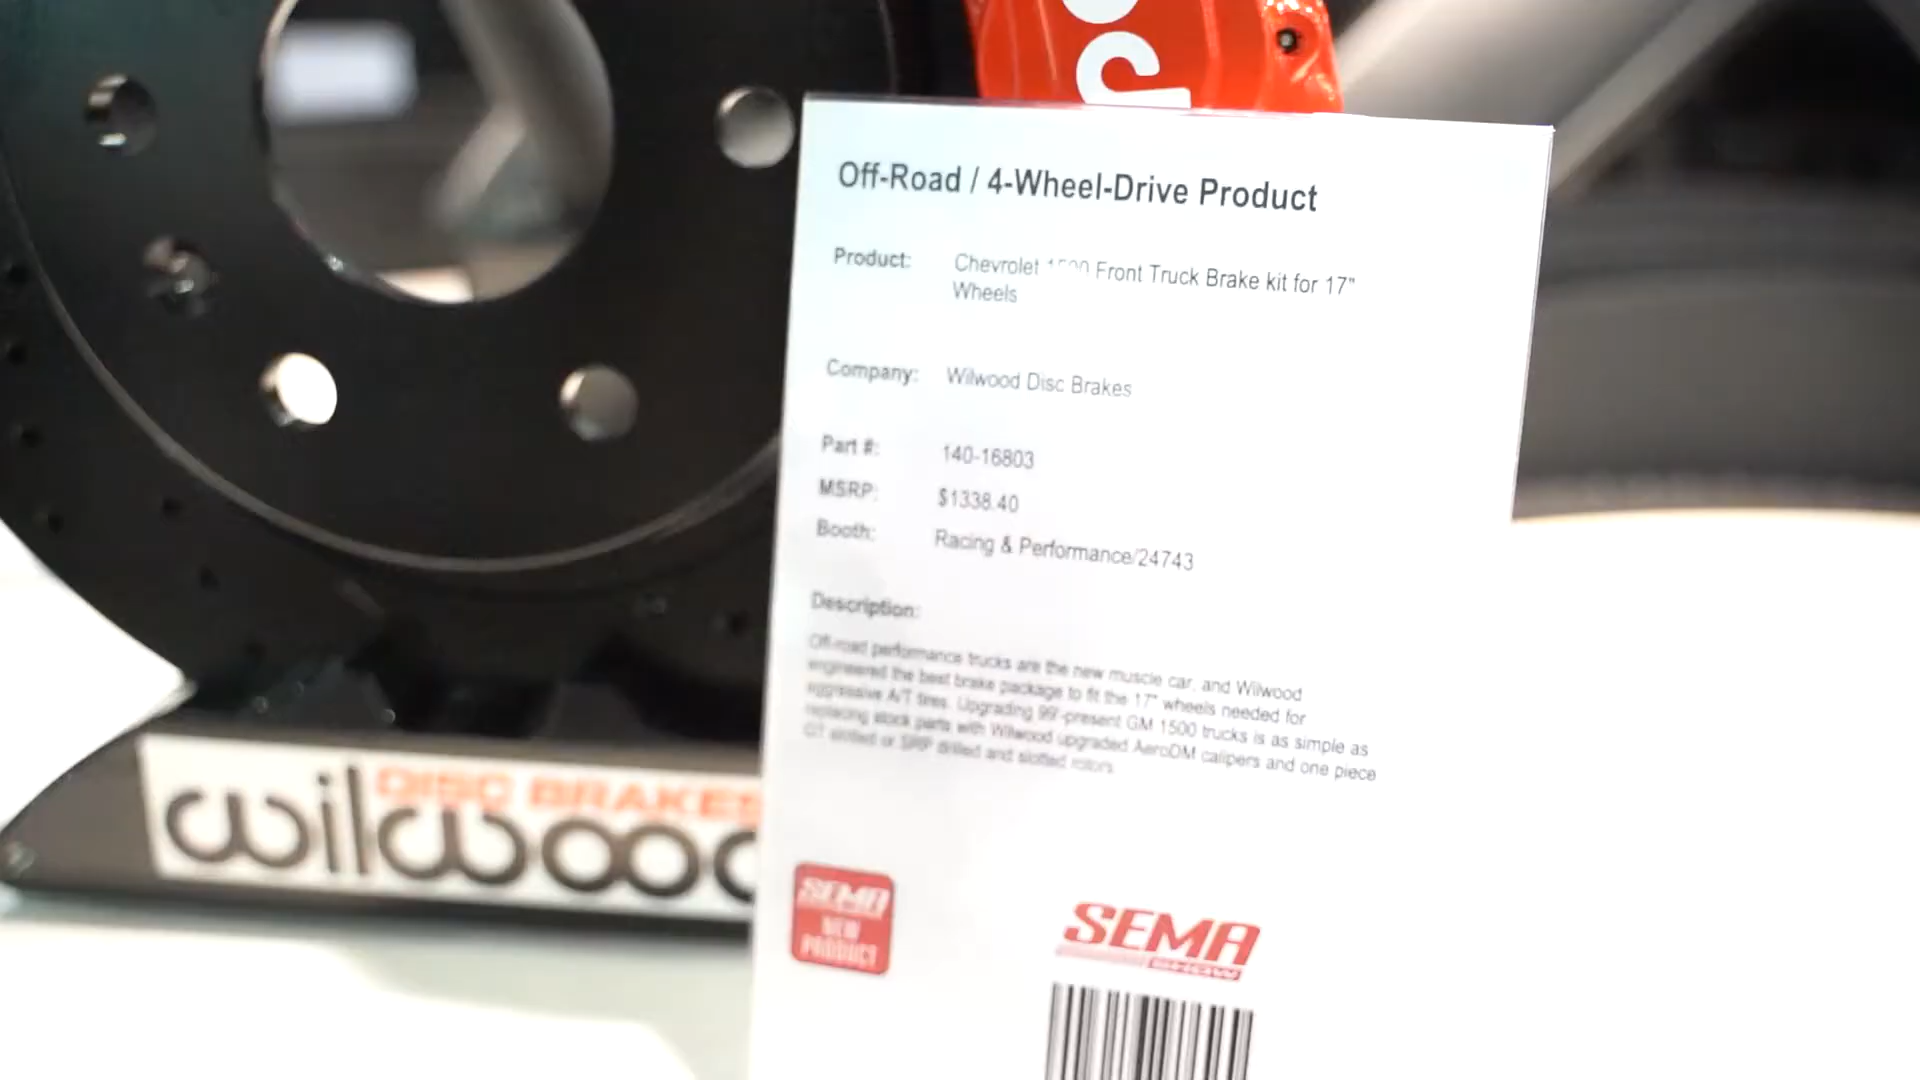 Off-Road / 4-Wheel-Drive Product
Product: Chevrolet 1500 Front Truck Brake kit for 17"
Wheels
Company: Wilwood Disc Brakes
Part #: 140-16803
MSRP: $1338.40
Booth: Racing & Performance/24743
Description:
Off-road performance trucks are the new muscle car, and Wilwood
engineered the best brake package to fit the 17" wheels needed for
aggressive A/T tires. Upgrading 99'-present GM 1500 trucks is as simple as
replacing stock parts with Wilwood upgraded AeroDM calipers and one piece
GT slotted or SRP drilled and slotted rotors
DISC BRAKES
wilwood
SEMA
NEW
PRODUCT
SEMA
SHOW